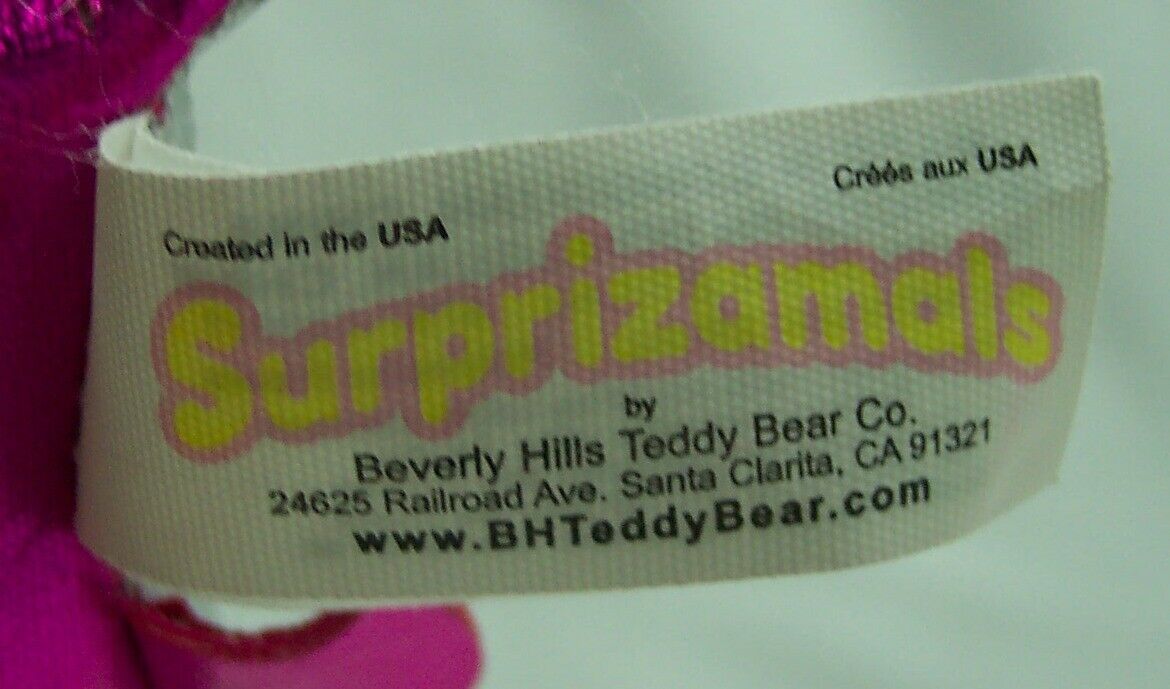 Created in the USA
Créés aux USA
Surprizamals
by
Beverly Hills Teddy Bear Co.
24625 Railroad Ave. Santa Clarita, CA 91321
www.BHTeddyBear.com